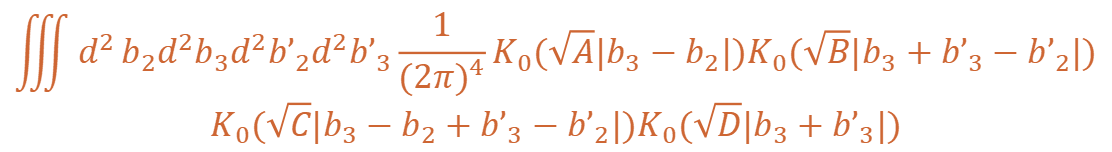 ∭ d² b₂d²b₃d²b’₂d²b’₃ 1/(2π)⁴ K₀(√A|b₃ − b₂|)K₀(√B|b₃ + b’₃ − b’₂|)
K₀(√C|b₃ − b₂ + b’₃ − b’₂|)K₀(√D|b₃ + b’₃|)